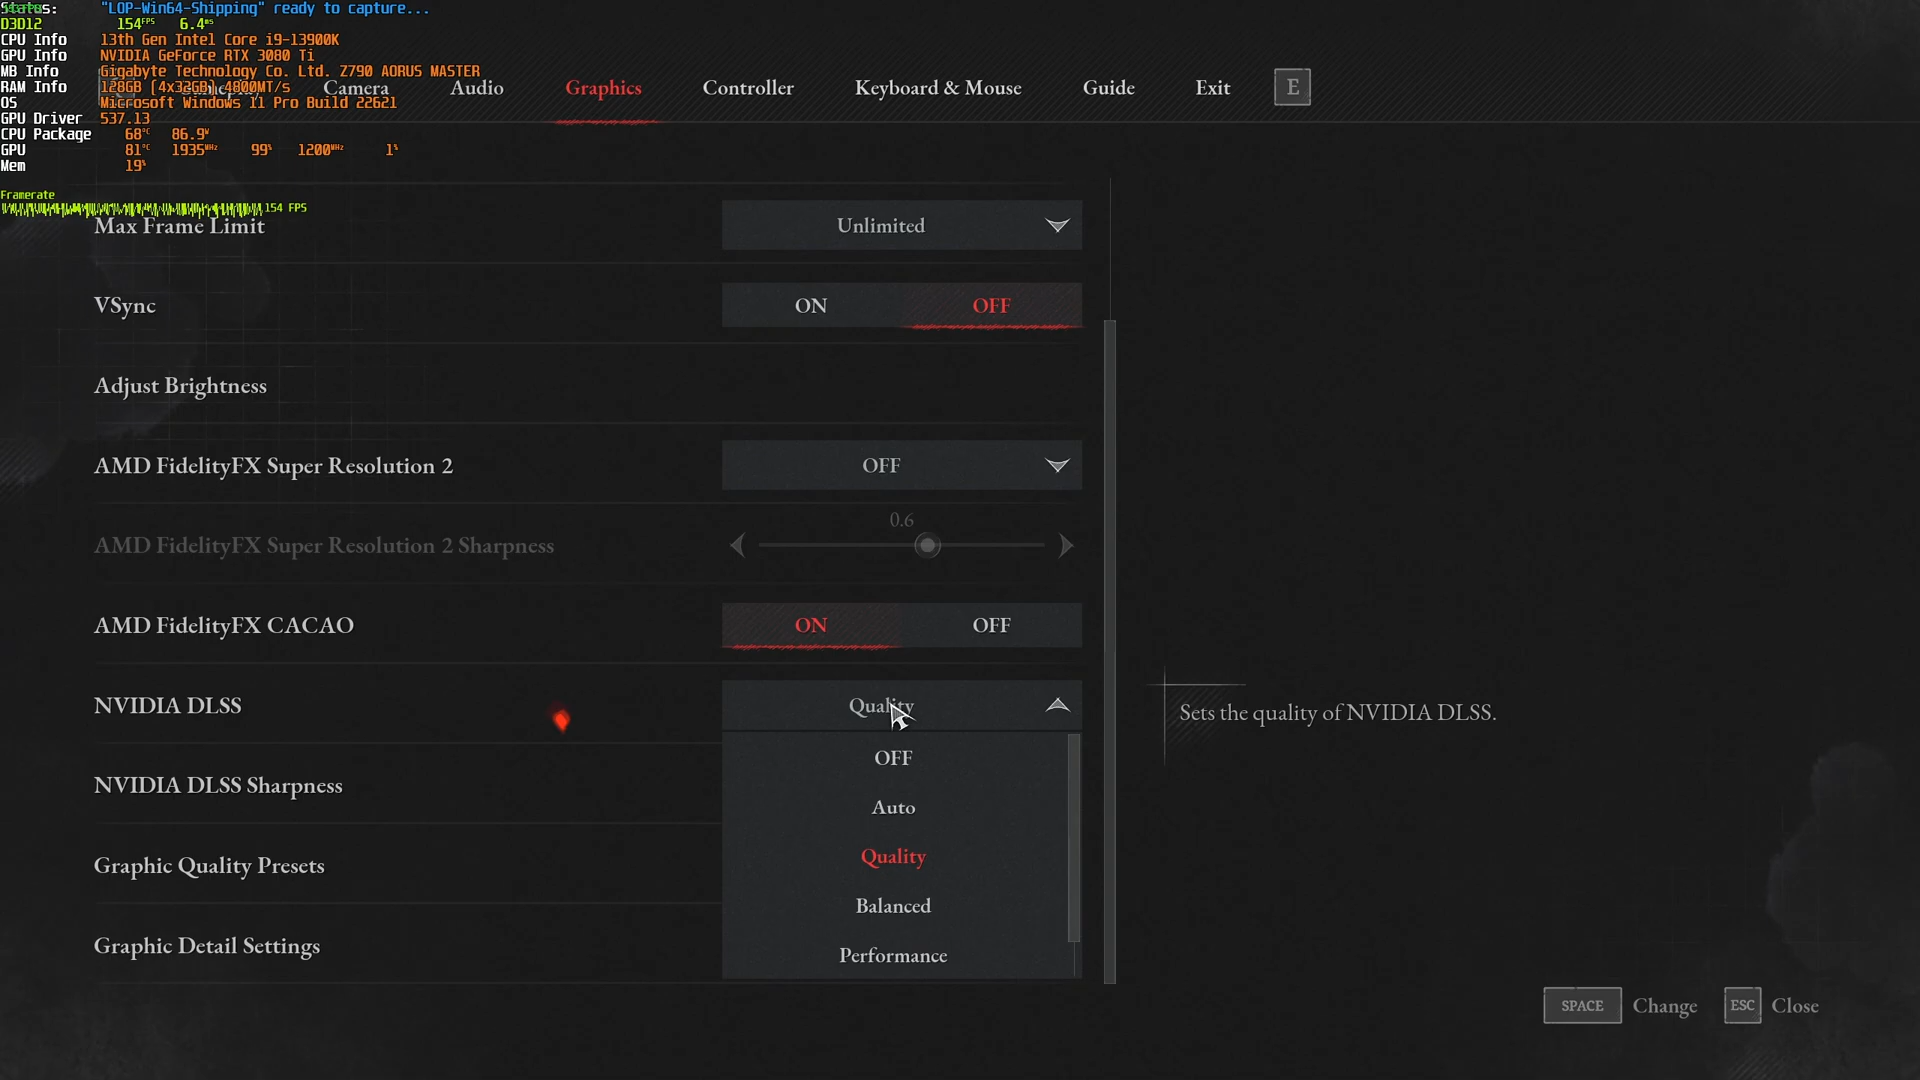 Status: "LOP-Win64-Shipping" ready to capture...
D3D12 154FPS 6.4ms
CPU Info 13th Gen Intel Core i9-13900K
GPU Info NVIDIA GeForce RTX 3080 Ti
MB Info Gigabyte Technology Co. Ltd. Z790 AORUS MASTER
RAM Info 128GB [4x32GB] 4800MT/s
OS Microsoft Windows 11 Pro Build 22621
GPU Driver 537.13
CPU Package 68°C 86.9W
GPU 81°C 1935MHz 99% 1200MHz 1%
Mem 19%
Framerate
154 FPS
Camera Audio Graphics Controller Keyboard & Mouse Guide Exit E
Max Frame Limit Unlimited
VSync ON OFF
Adjust Brightness
AMD FidelityFX Super Resolution 2 OFF
0.6
AMD FidelityFX Super Resolution 2 Sharpness
AMD FidelityFX CACAO ON OFF
NVIDIA DLSS Quality
Sets the quality of NVIDIA DLSS.
OFF
NVIDIA DLSS Sharpness
Auto
Graphic Quality Presets Quality
Balanced
Graphic Detail Settings
Performance
SPACE Change ESC Close